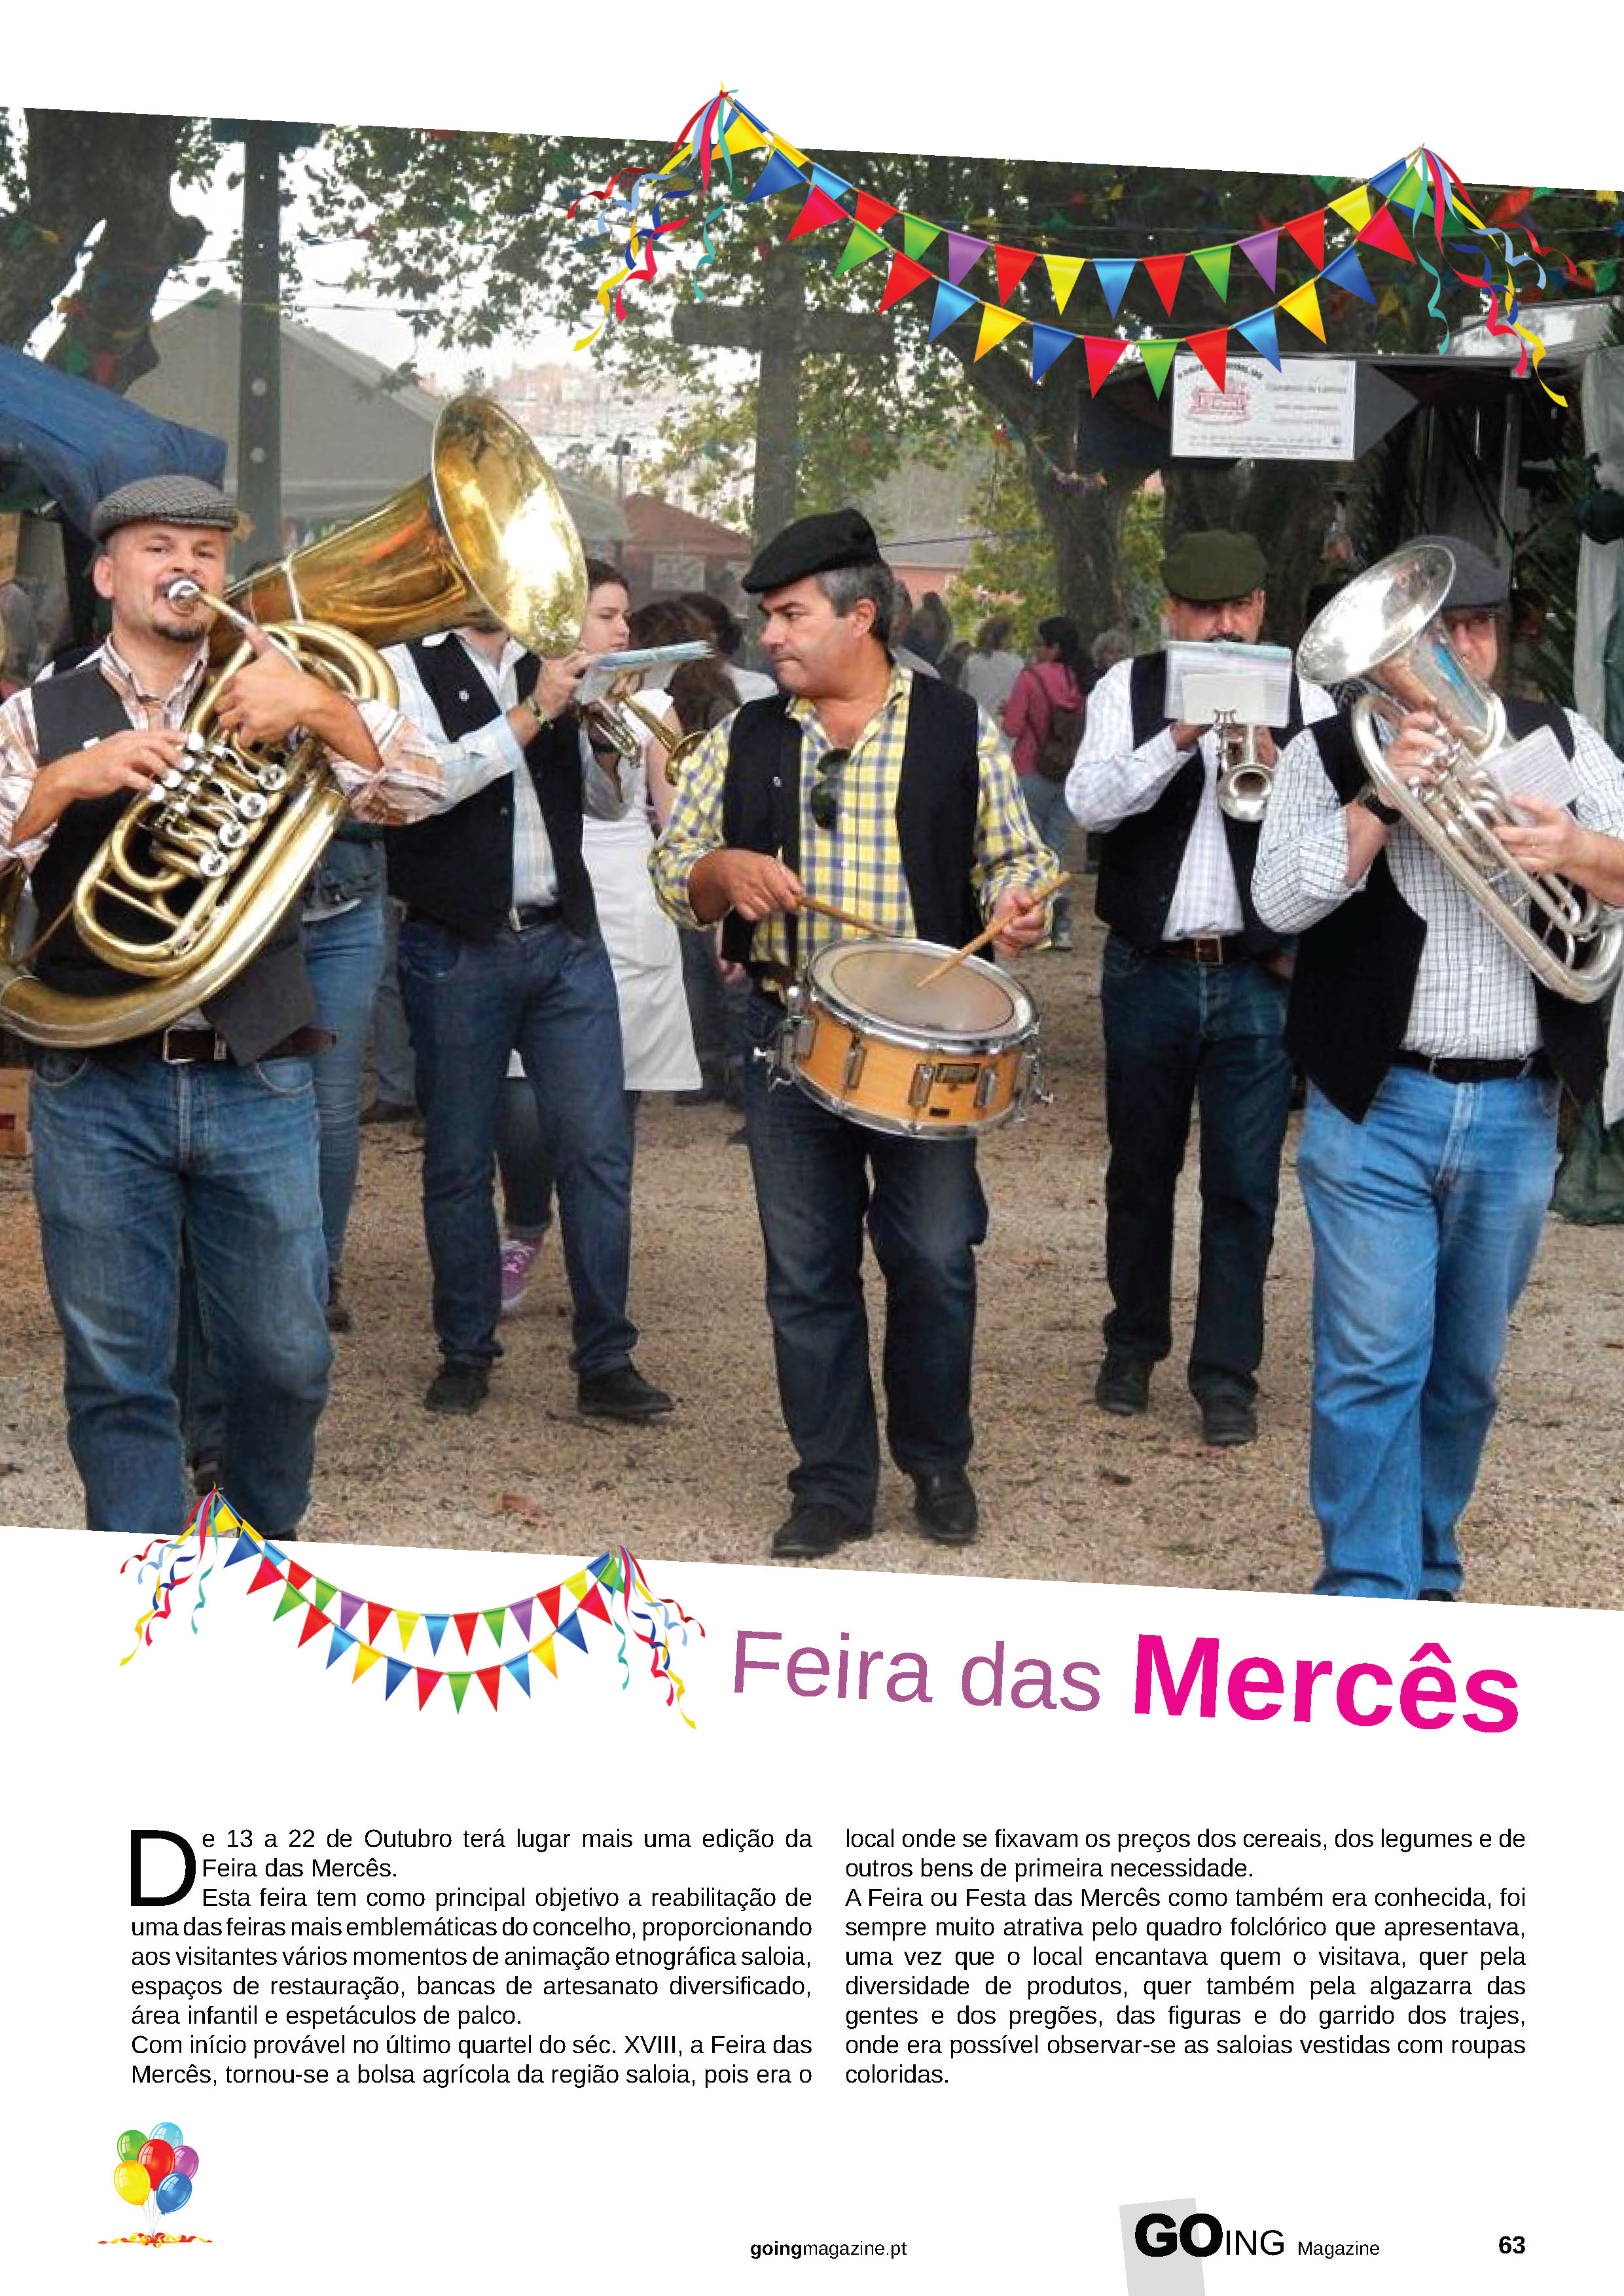 Feira das Mercês
De 13 a 22 de Outubro terá lugar mais uma edição da
Feira das Mercês.
Esta feira tem como principal objetivo a reabilitação de
uma das feiras mais emblemáticas do concelho, proporcionando
aos visitantes vários momentos de animação etnográfica saloia,
espaços de restauração, bancas de artesanato diversificado,
área infantil e espetáculos de palco.
Com início provável no último quartel do séc. XVIII, a Feira das
Mercês, tornou-se a bolsa agrícola da região saloia, pois era o
local onde se fixavam os preços dos cereais, dos legumes e de
outros bens de primeira necessidade.
A Feira ou Festa das Mercês como também era conhecida, foi
sempre muito atrativa pelo quadro folclórico que apresentava,
uma vez que o local encantava quem o visitava, quer pela
diversidade de produtos, quer também pela algazarra das
gentes e dos pregões, das figuras e do garrido dos trajes,
onde era possível observar-se as saloias vestidas com roupas
coloridas.
goingmagazine.pt
GOING Magazine
63